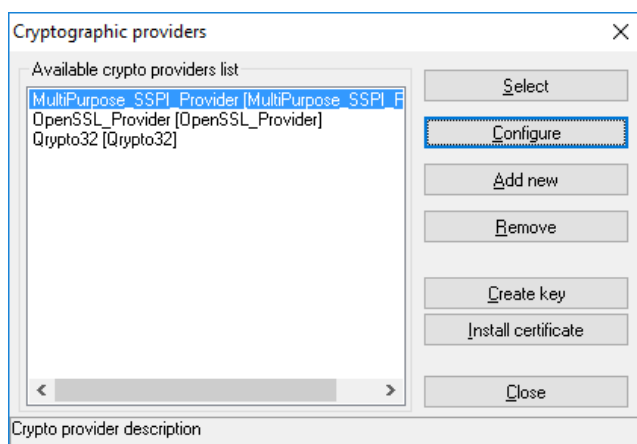 Cryptographic providers
Available crypto providers list
MultiPurpose_SSPI_Provider [MultiPurpose_SSPI_P
OpenSSL_Provider [OpenSSL_Provider]
Qrypto32 [Qrypto32]
Select
Configure
Add new
Remove
Create key
Install certificate
Close
Crypto provider description